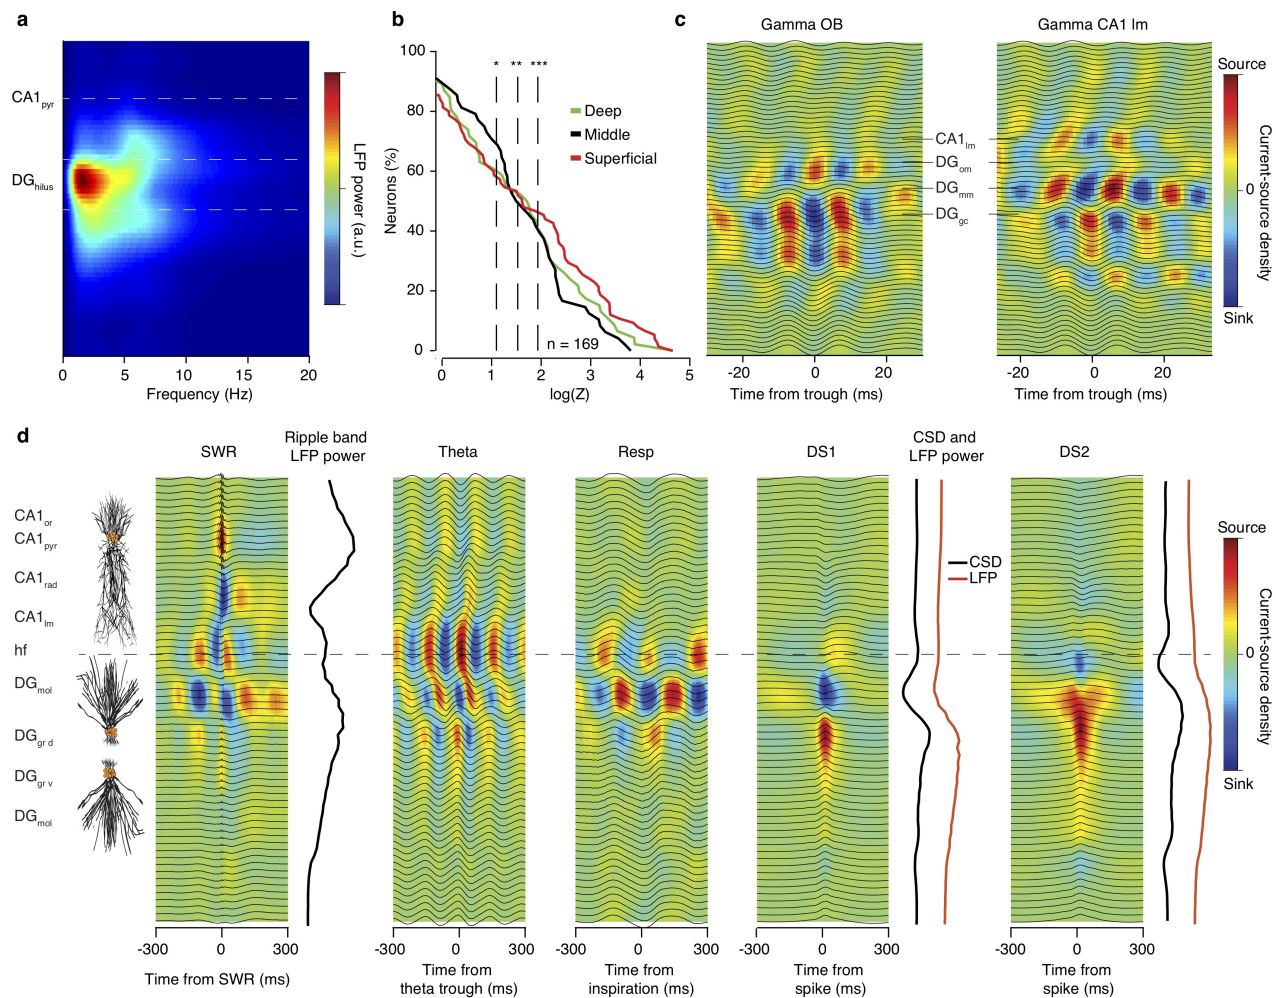 a
CA1pyr
DGhilus
0 5 10 15 20
Frequency (Hz)
LFP power (a.u.)
b
100
80
60
40
20
0
Neurons (%)
* ** ***
Deep
Middle
Superficial
n = 169
0 1 2 3 4 5
log(Z)
c
Gamma OB
Gamma CA1 lm
CA1lm
DGom
DGmm
DGgc
-20 0 20
Time from trough (ms)
-20 0 20
Time from trough (ms)
Source
0
Sink
Current-source density
d
SWR
Ripple band
LFP power
Theta
Resp
DS1
CSD and
LFP power
DS2
CA1or
CA1pyr
CA1rad
CA1lm
hf
DGmol
DGgr d
DGgr v
DGmol
CSD
LFP
Source
0
Sink
Current-source density
-300 0 300
Time from SWR (ms)
-300 0 300
Time from
theta trough (ms)
-300 0 300
Time from
inspiration (ms)
-300 0 300
Time from
spike (ms)
-300 0 300
Time from
spike (ms)